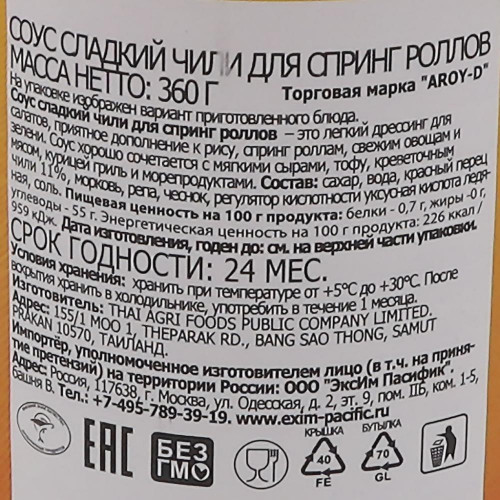 СОУС СЛАДКИЙ ЧИЛИ ДЛЯ СПРИНГ РОЛЛОВ
МАССА НЕТТО: 360 Г
Торговая марка "AROY-D"
На упаковке изображен вариант приготовленного блюда.
Соус сладкий чили для спринг роллов – это легкий дрессинг для
салатов, приятное дополнение к рису, спринг роллам, свежим овощам и
зелени. Соус хорошо сочетается с мягкими сырами, тофу, креветочным
мясом, курицей гриль и морепродуктами. Состав: сахар, вода, красный перец
чили 11%, морковь, репа, чеснок, регулятор кислотности уксусная кислота ледя-
ная, соль. Пищевая ценность на 100 г продукта: белки - 0,7 г, жиры -0 г,
углеводы - 55 г. Энергетическая ценность на 100 г продукта: 226 ккал /
959 кДж. Дата изготовления, годен до: см. на верхней части упаковки.
СРОК ГОДНОСТИ: 24 МЕС.
Условия хранения: хранить при температуре от +5°С до +30°С. После
вскрытия хранить в холодильнике, употребить в течение 1 месяца.
Изготовитель: THAI AGRI FOODS PUBLIC COMPANY LIMITED.
Адрес: 155/1 MOO 1, THEPARAK RD., BANG SAO THONG, SAMUT
PRAKAN 10570, ТАИЛАНД.
Импортёр, уполномоченное изготовителем лицо (в т.ч. на приня-
тие претензий) на территории России: ООО "ЭксИм Пасифик".
Адрес: Россия, 117638, г. Москва, ул. Одесская, д. 2, эт. 9, пом. IIБ, ком. 1-5,
башня В. Тел.: +7-495-789-39-19. www.exim-pacific.ru
EAC
БЕЗ
ГМО
КРЫШКА
40
FE
БУТЫЛКА
70
GL